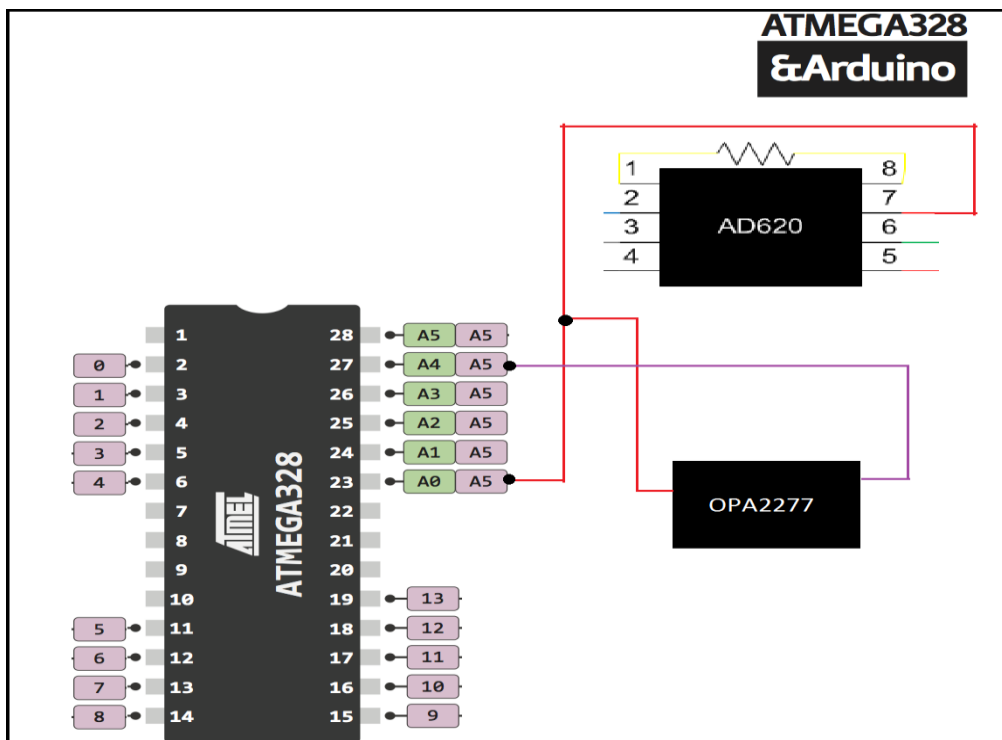 ATMEGA328
&Arduino
1 8
2 7
3 AD620 6
4 5
1 28 A5 A5
0 2 27 A4 A5
1 3 26 A3 A5
2 4 25 A2 A5
3 5 24 A1 A5
4 6 23 A0 A5
7 22
8 21
9 20
10 19 13
5 11 18 12
6 12 17 11
7 13 16 10
8 14 15 9
ATMEL
ATMEGA328
OPA2277